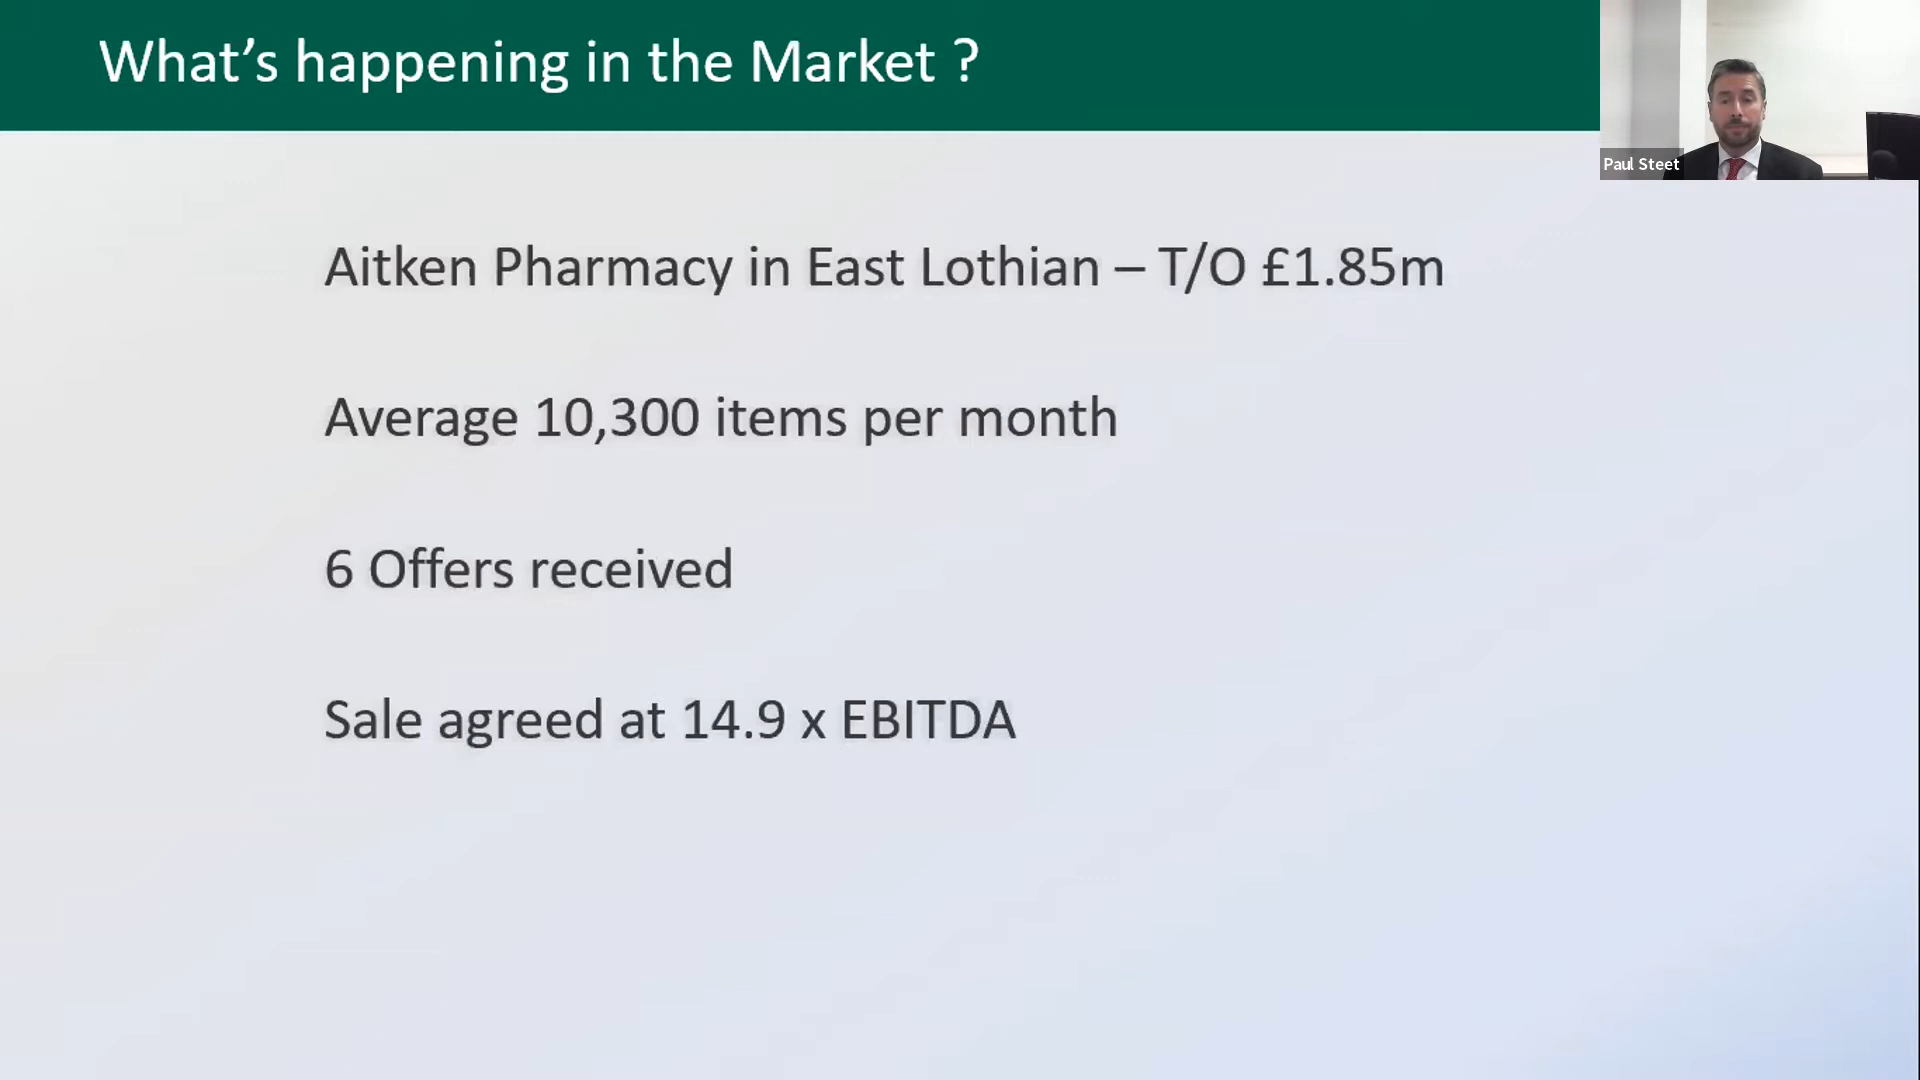 What's happening in the Market ?
Paul Steet
Aitken Pharmacy in East Lothian – T/O £1.85m
Average 10,300 items per month
6 Offers received
Sale agreed at 14.9 x EBITDA